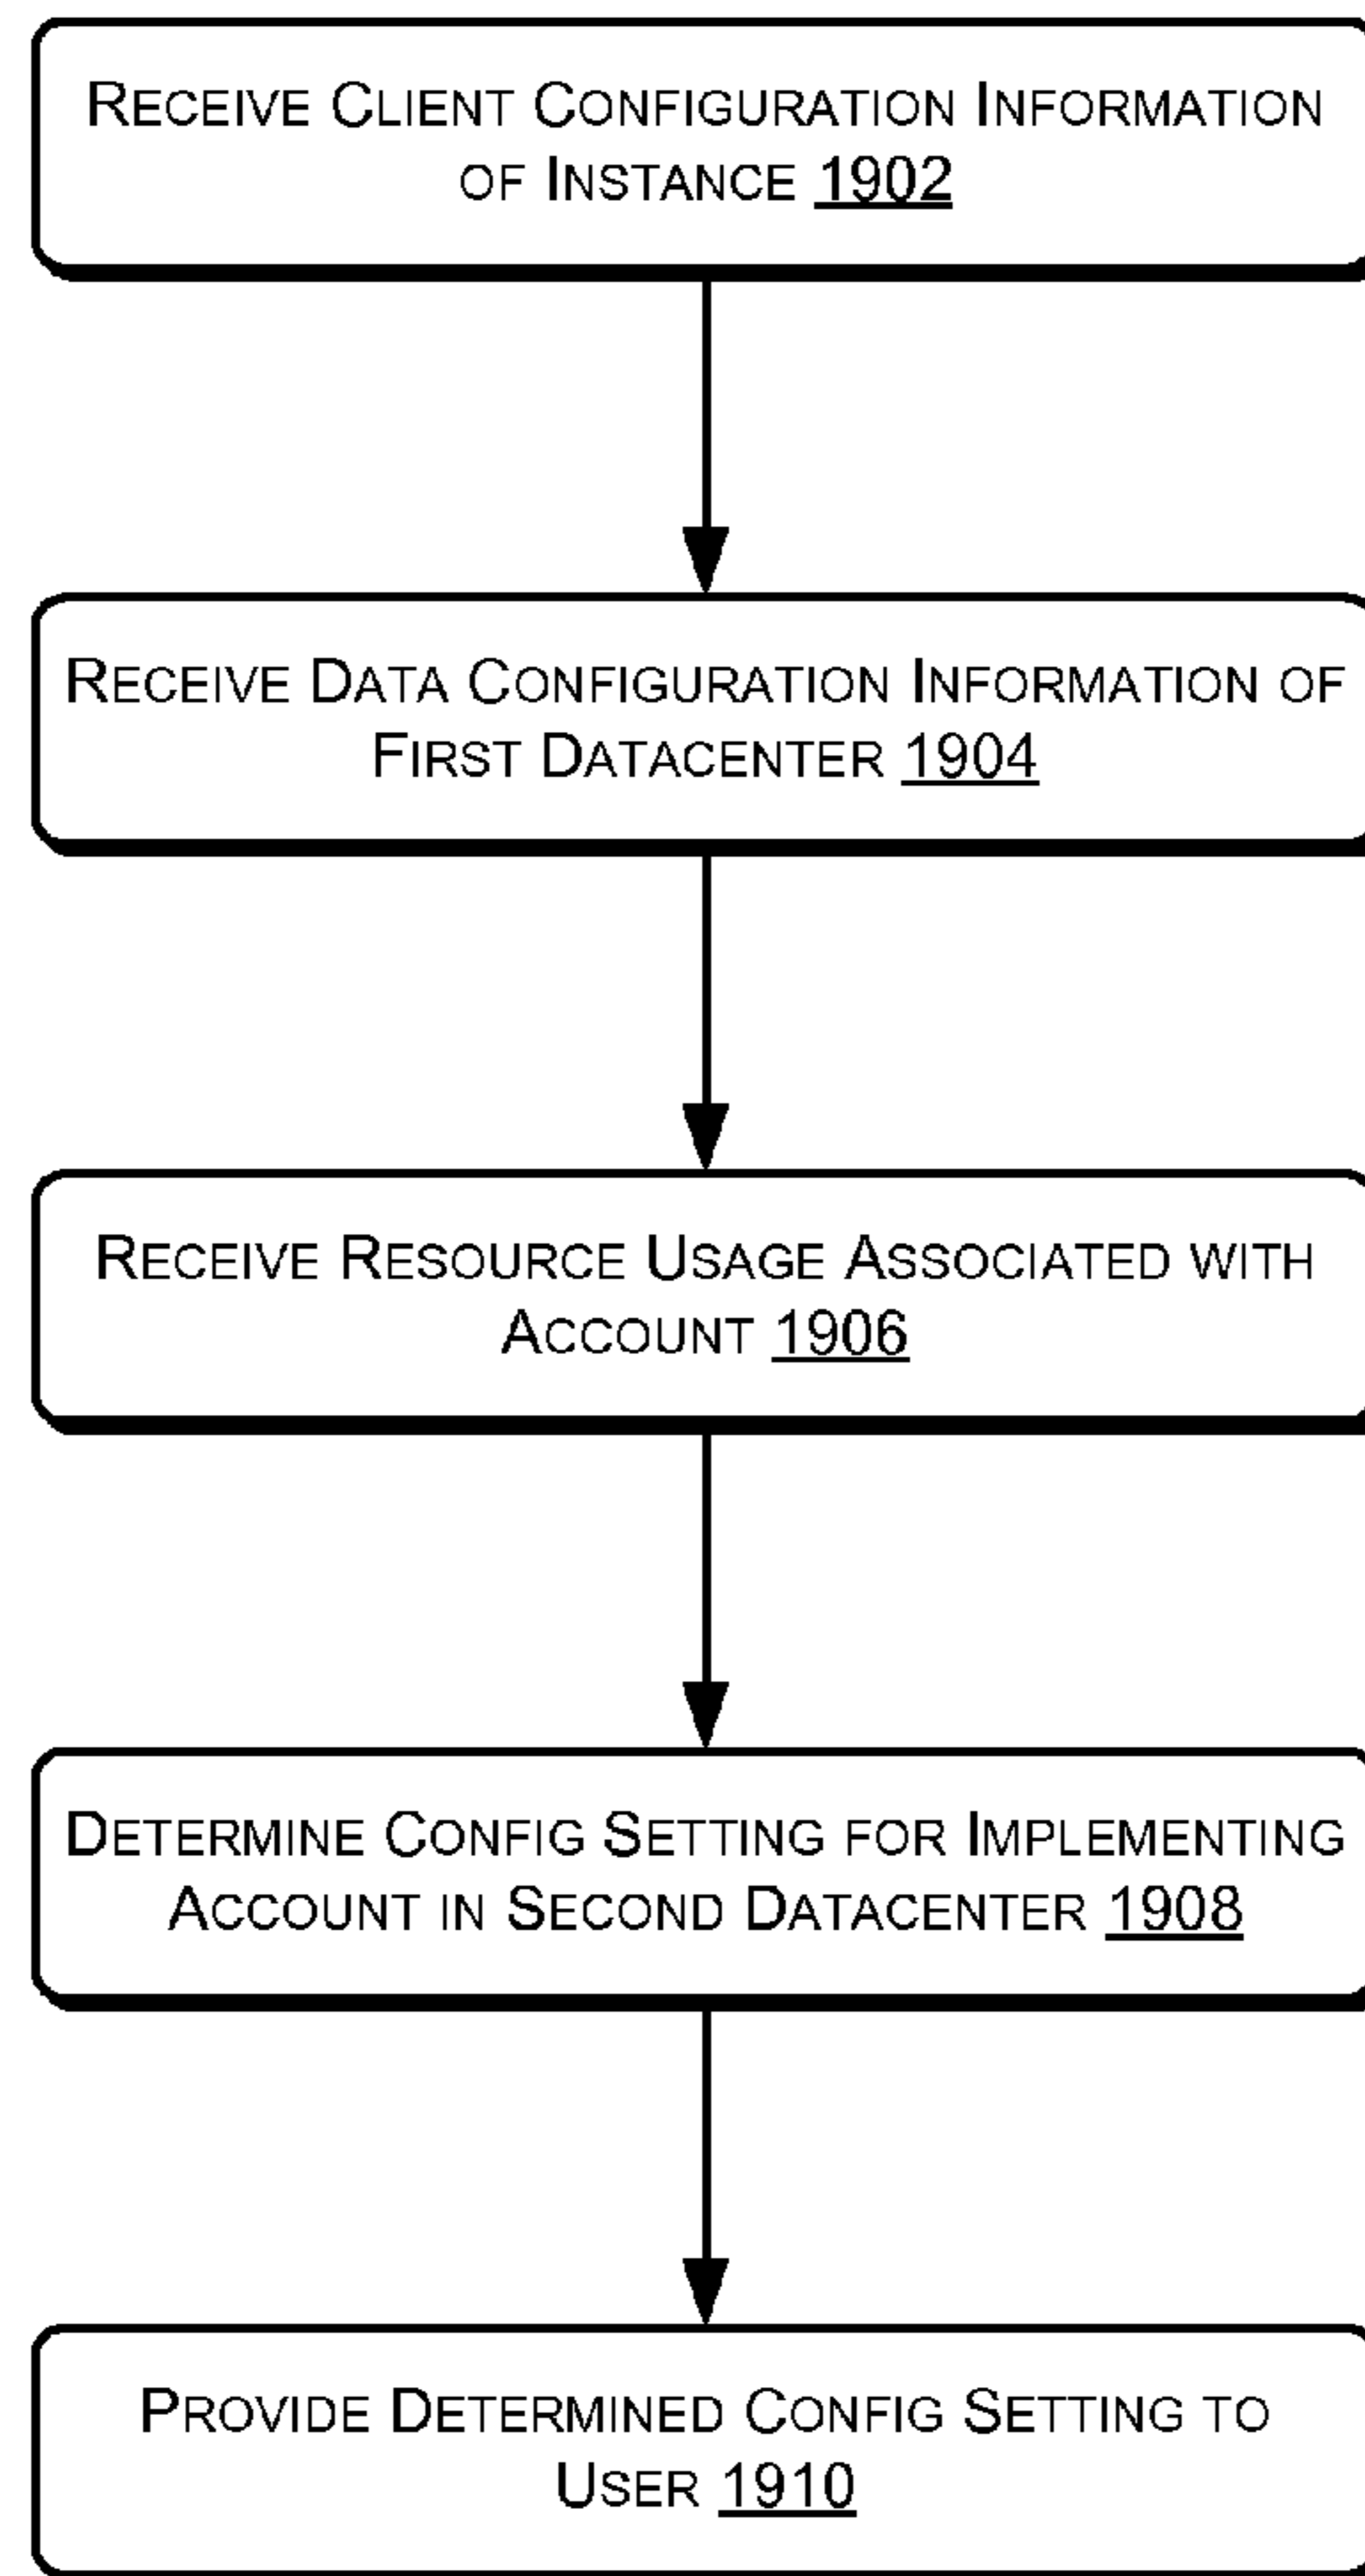 RECEIVE CLIENT CONFIGURATION INFORMATION
OF INSTANCE 1902
RECEIVE DATA CONFIGURATION INFORMATION OF
FIRST DATACENTER 1904
RECEIVE RESOURCE USAGE ASSOCIATED WITH
ACCOUNT 1906
DETERMINE CONFIG SETTING FOR IMPLEMENTING
ACCOUNT IN SECOND DATACENTER 1908
PROVIDE DETERMINED CONFIG SETTING TO
USER 1910